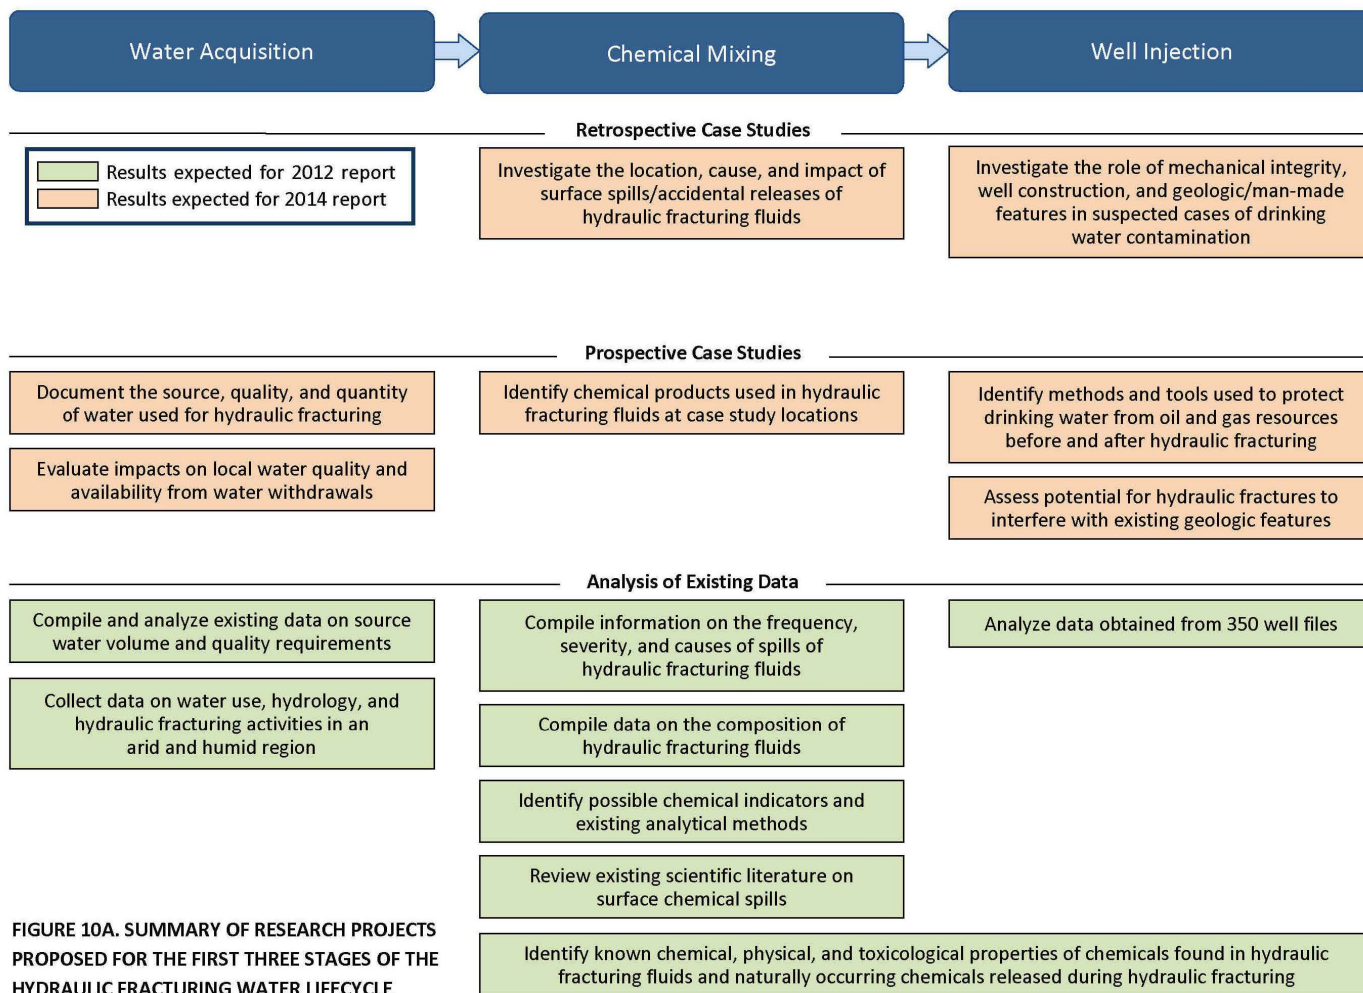 Water Acquisition
Chemical Mixing
Well Injection
Retrospective Case Studies
Results expected for 2012 report
Results expected for 2014 report
Investigate the location, cause, and impact of
surface spills/accidental releases of
hydraulic fracturing fluids
Investigate the role of mechanical integrity,
well construction, and geologic/man-made
features in suspected cases of drinking
water contamination
Prospective Case Studies
Document the source, quality, and quantity
of water used for hydraulic fracturing
Evaluate impacts on local water quality and
availability from water withdrawals
Identify chemical products used in hydraulic
fracturing fluids at case study locations
Identify methods and tools used to protect
drinking water from oil and gas resources
before and after hydraulic fracturing
Assess potential for hydraulic fractures to
interfere with existing geologic features
Analysis of Existing Data
Compile and analyze existing data on source
water volume and quality requirements
Collect data on water use, hydrology, and
hydraulic fracturing activities in an
arid and humid region
Compile information on the frequency,
severity, and causes of spills of
hydraulic fracturing fluids
Compile data on the composition of
hydraulic fracturing fluids
Identify possible chemical indicators and
existing analytical methods
Review existing scientific literature on
surface chemical spills
Analyze data obtained from 350 well files
Identify known chemical, physical, and toxicological properties of chemicals found in hydraulic
fracturing fluids and naturally occurring chemicals released during hydraulic fracturing
FIGURE 10A. SUMMARY OF RESEARCH PROJECTS
PROPOSED FOR THE FIRST THREE STAGES OF THE
HYDRAULIC FRACTURING WATER LIFECYCLE